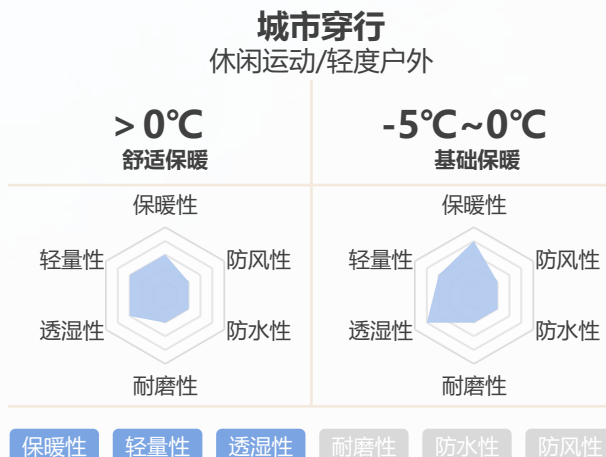 城市穿行
休闲运动/轻度户外
＞0℃
舒适保暖
-5℃~0℃
基础保暖
保暖性
轻量性 防风性
透湿性 防水性
耐磨性
保暖性
轻量性 防风性
透湿性 防水性
耐磨性
保暖性 轻量性 透湿性 耐磨性 防水性 防风性